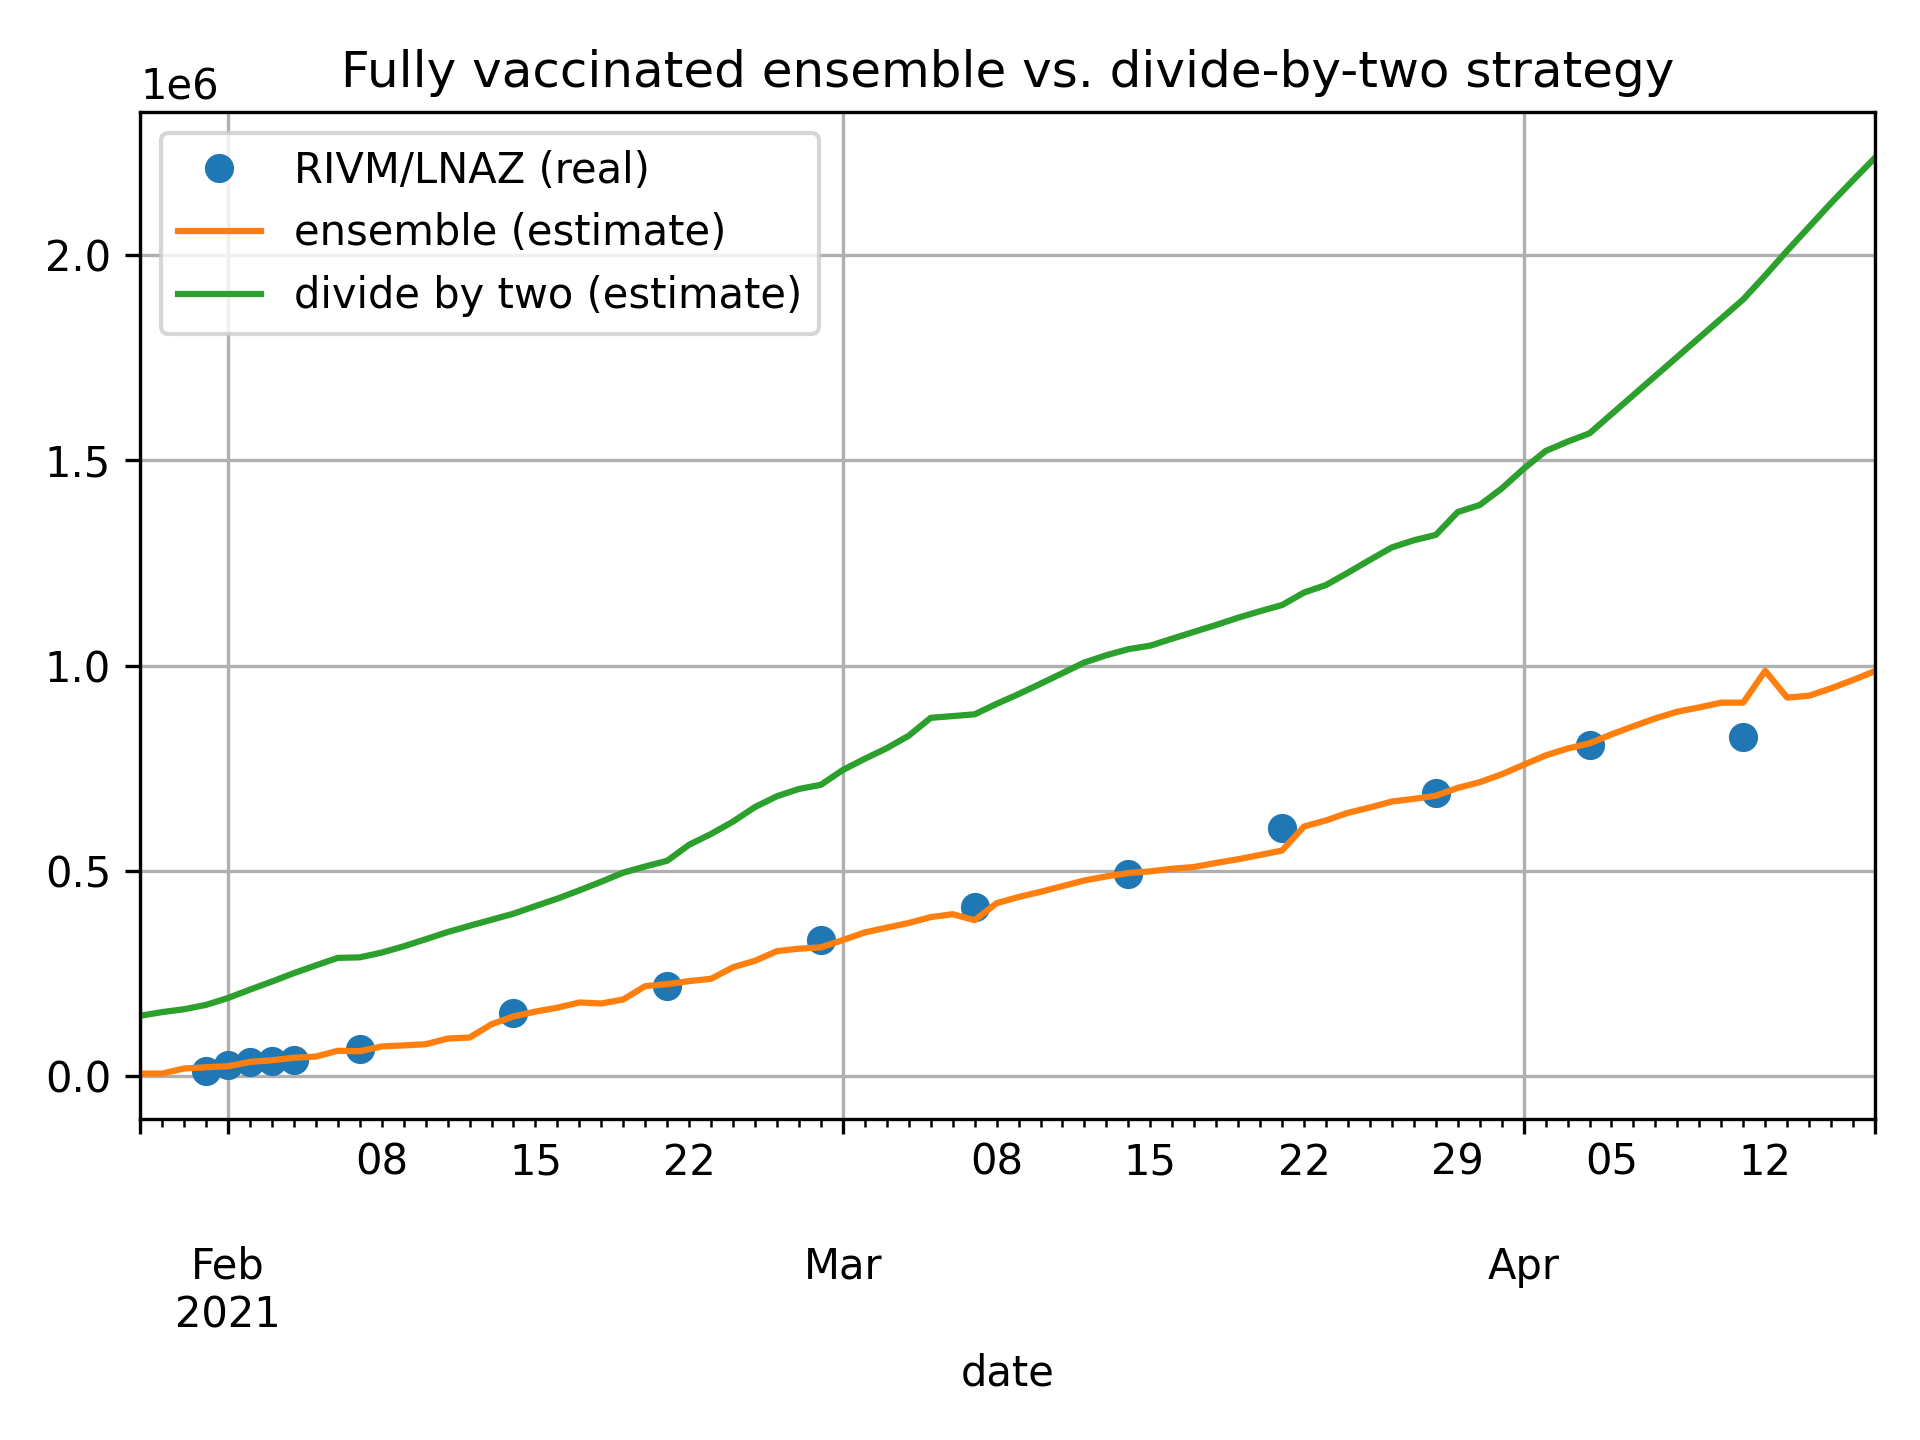 Fully vaccinated ensemble vs. divide-by-two strategy
1e6
RIVM/LNAZ (real)
ensemble (estimate)
divide by two (estimate)
2.0
1.5
1.0
0.5
0.0
08 15 22 08 15 22 29 05 12
Feb Mar Apr
2021
date